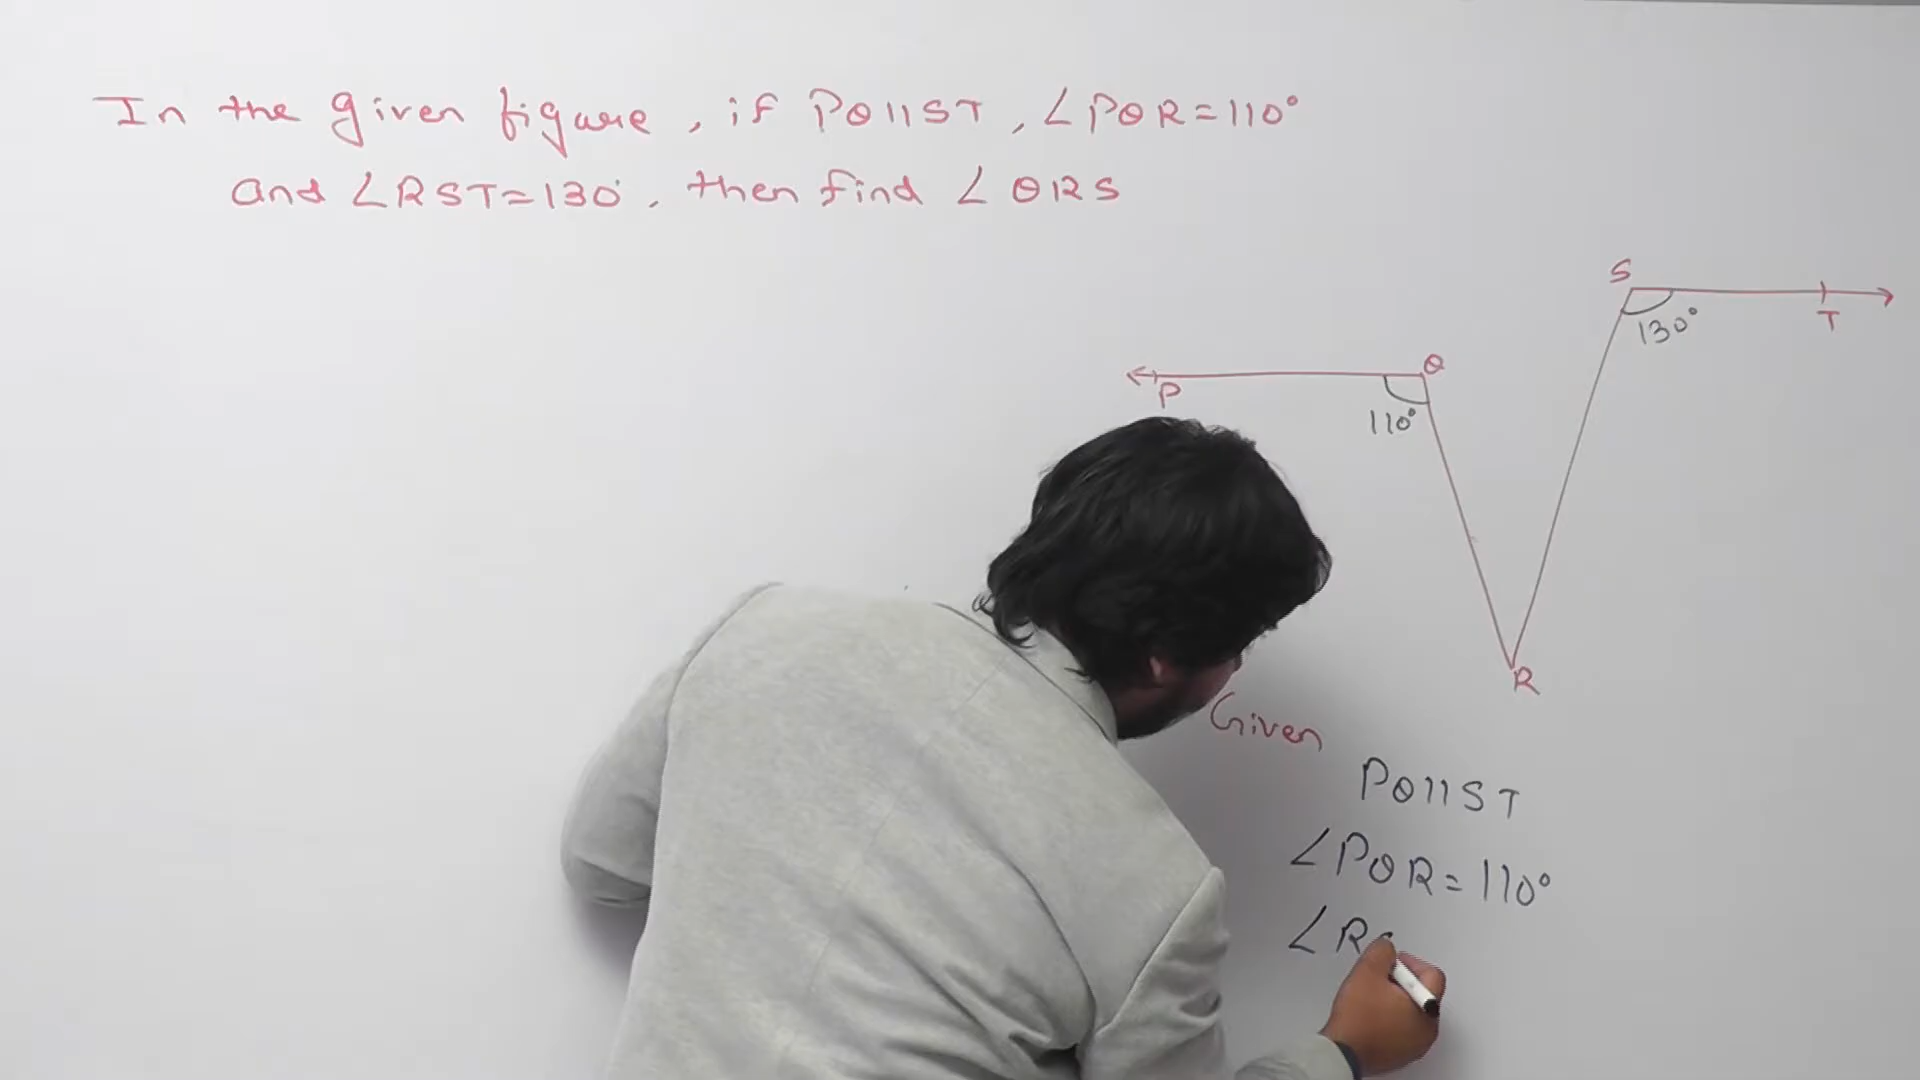 In the given figure, if PQ||ST, ∠PQR=110°
and ∠RST=130°, then find ∠QRS
S
130°
T
Q
P
110°
R
Given
PQ||ST
∠PQR=110°
∠RS